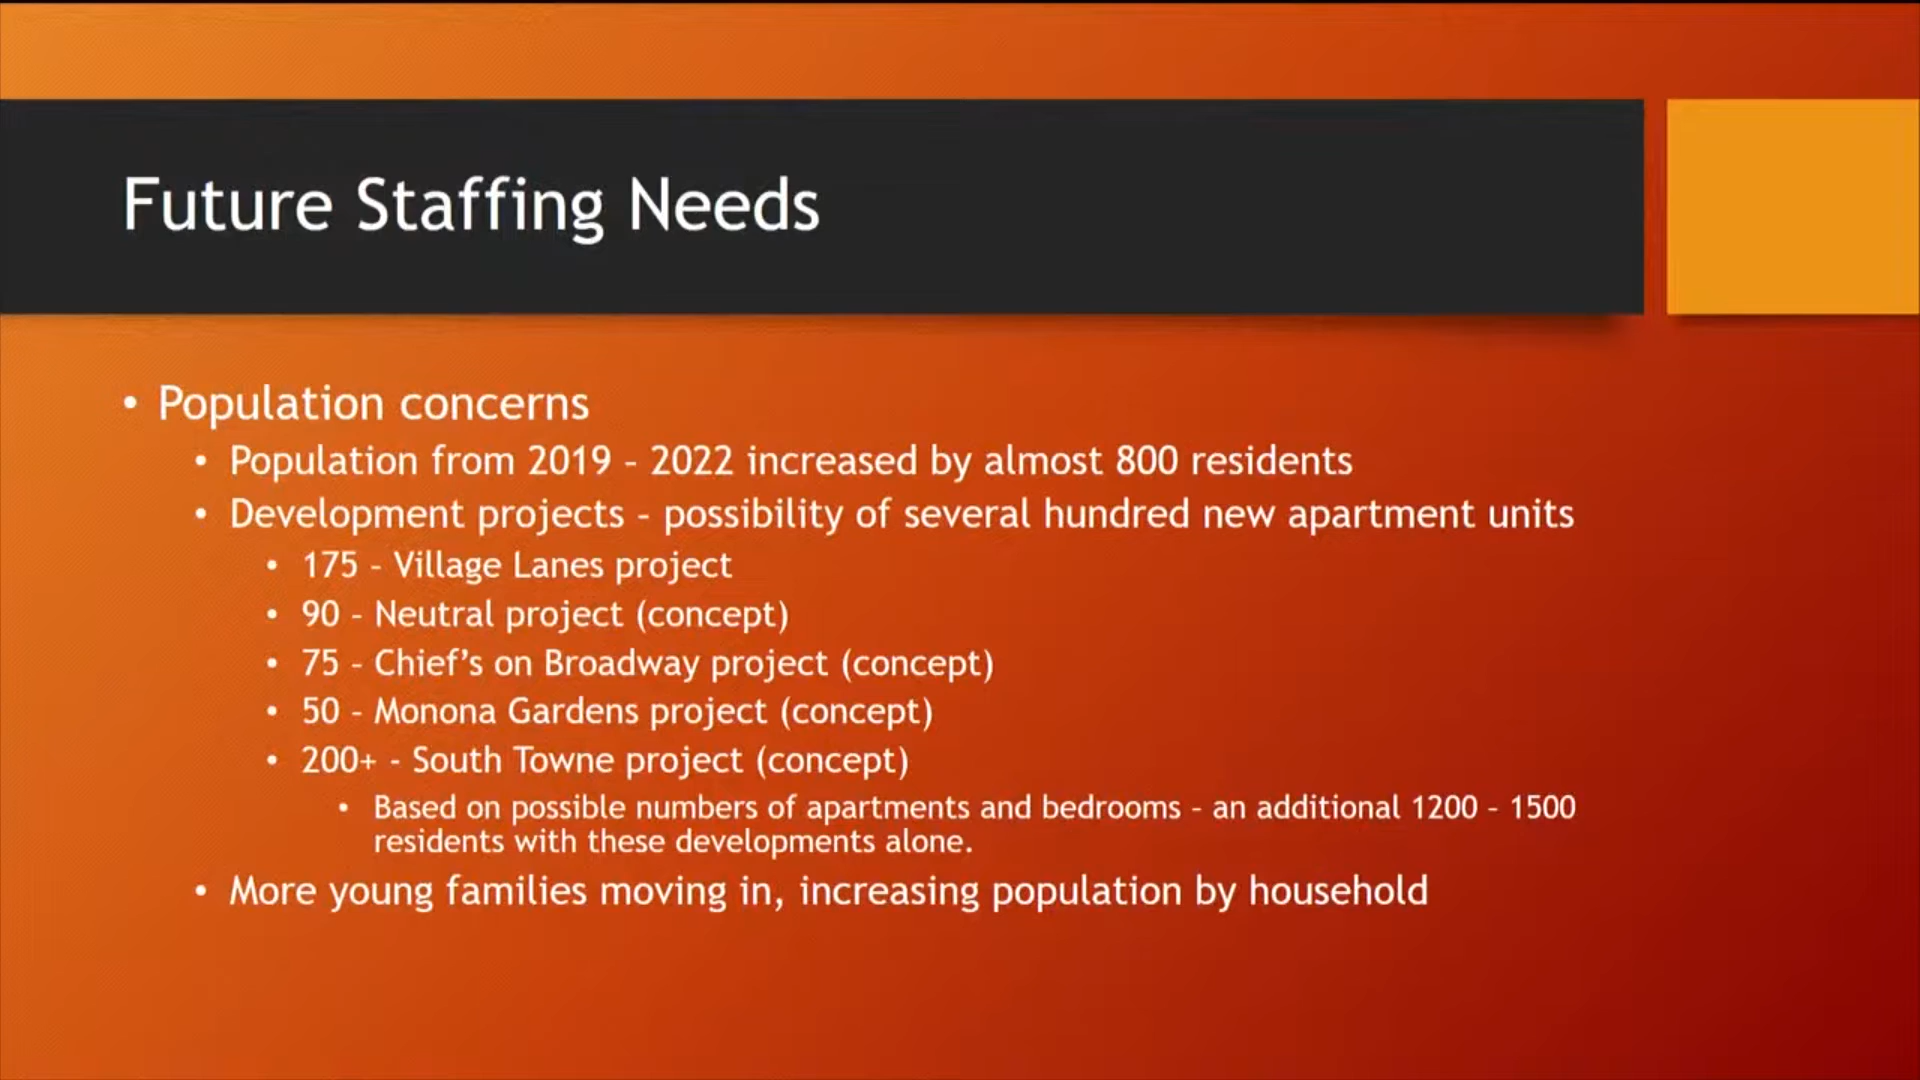 Future Staffing Needs
• Population concerns
• Population from 2019 – 2022 increased by almost 800 residents
• Development projects – possibility of several hundred new apartment units
• 175 – Village Lanes project
• 90 – Neutral project (concept)
• 75 – Chief’s on Broadway project (concept)
• 50 – Monona Gardens project (concept)
• 200+ - South Towne project (concept)
• Based on possible numbers of apartments and bedrooms – an additional 1200 – 1500
residents with these developments alone.
• More young families moving in, increasing population by household